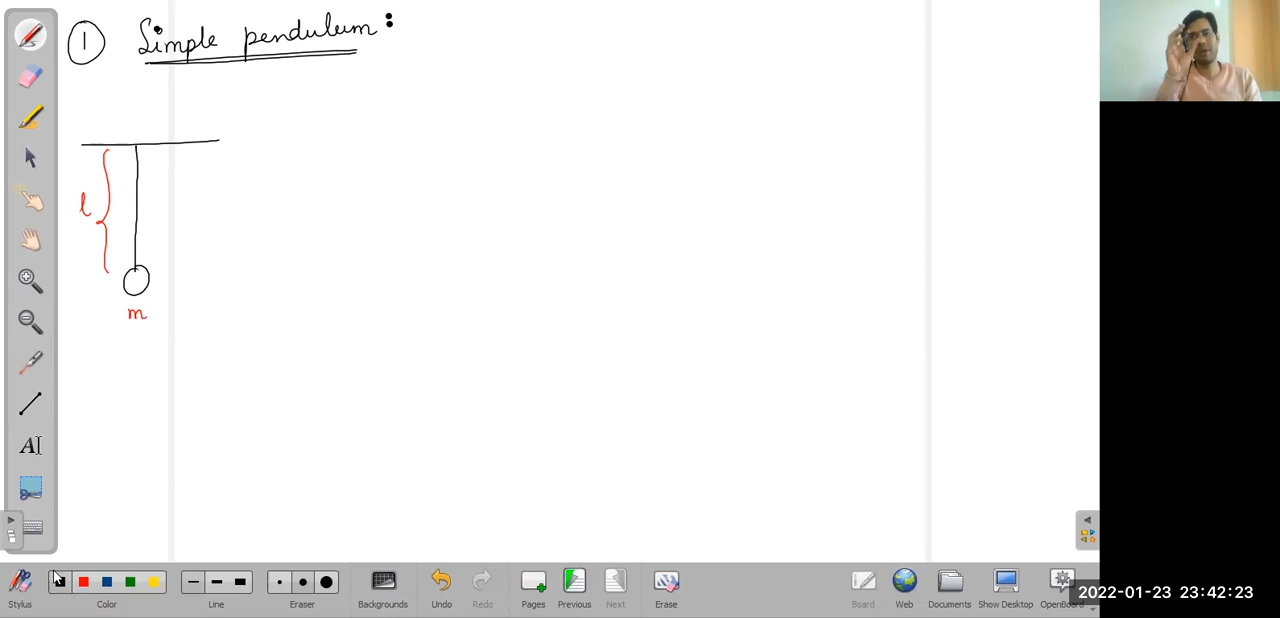 ① Simple pendulum:
l
m
A
Stylus
Color
Line
Eraser
Backgrounds
Undo
Redo
Pages
Previous
Next
Erase
Board
Web
Documents
Show Desktop
OpenBoard
2022-01-23 23:42:23